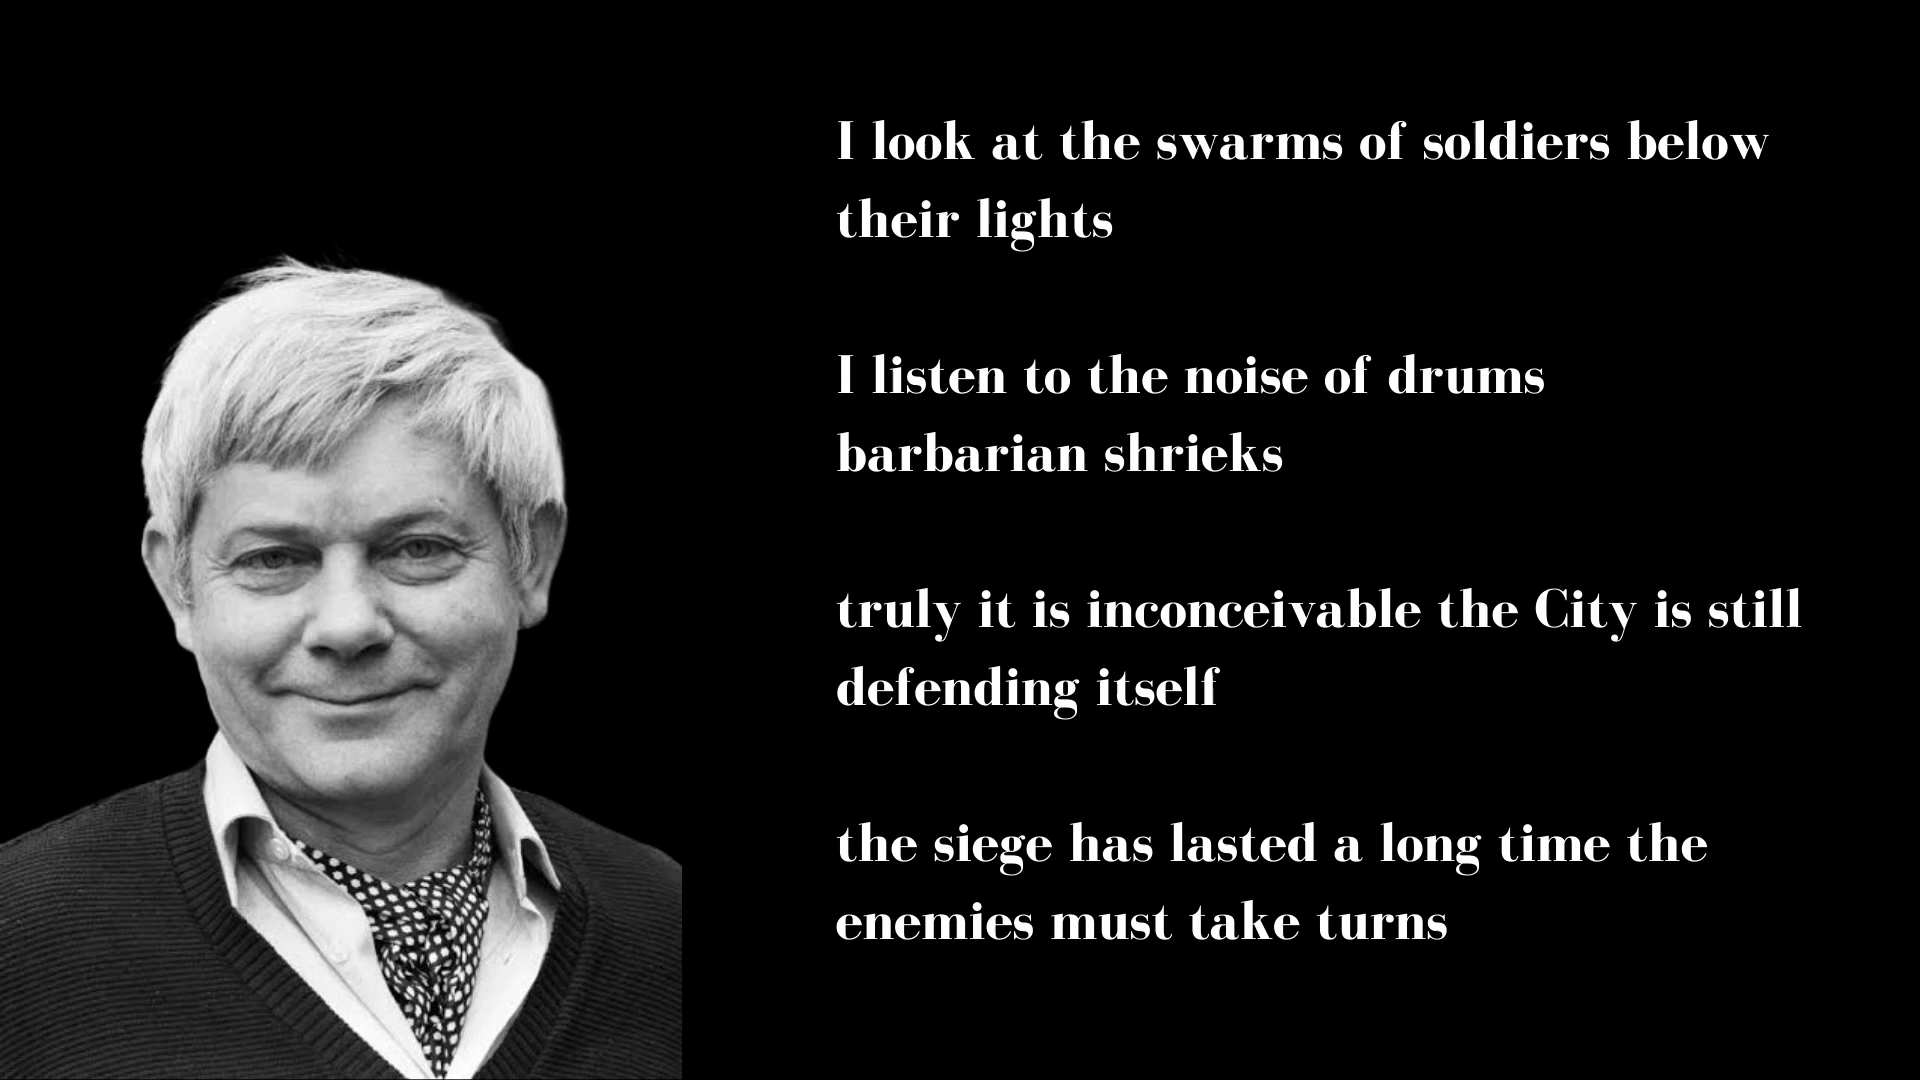 I look at the swarms of soldiers below
their lights
I listen to the noise of drums
barbarian shrieks
truly it is inconceivable the City is still
defending itself
the siege has lasted a long time the
enemies must take turns